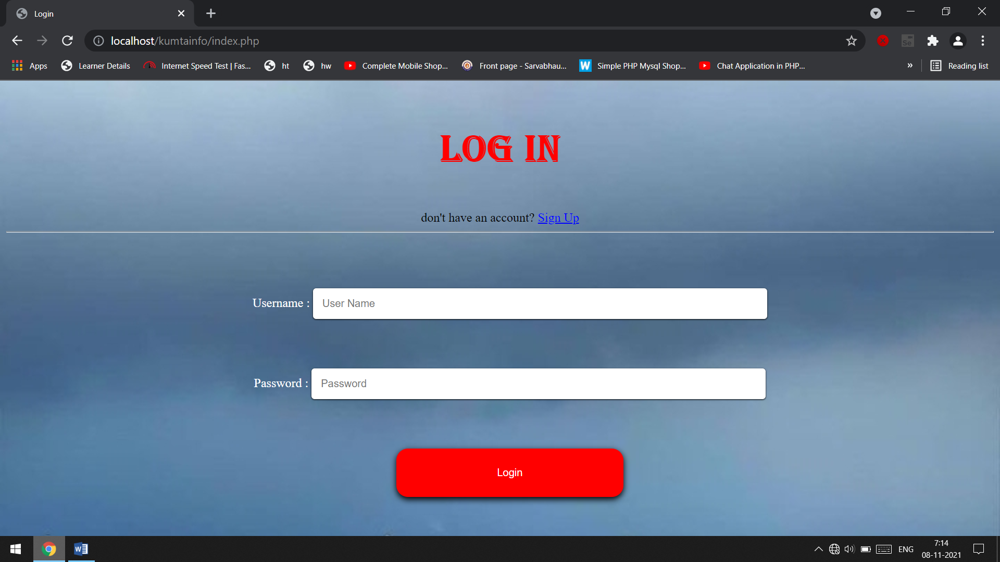 Login
localhost/kumtainfo/index.php
Apps
Learner Details
Internet Speed Test | Fas...
ht
hw
Complete Mobile Shop...
Front page - Sarvabhau...
W
Simple PHP Mysql Shop...
Chat Application in PHP...
»
Reading list
Se
LOG IN
don't have an account? Sign Up
Username : User Name
Password : Password
Login
W
ENG
7:14
08-11-2021